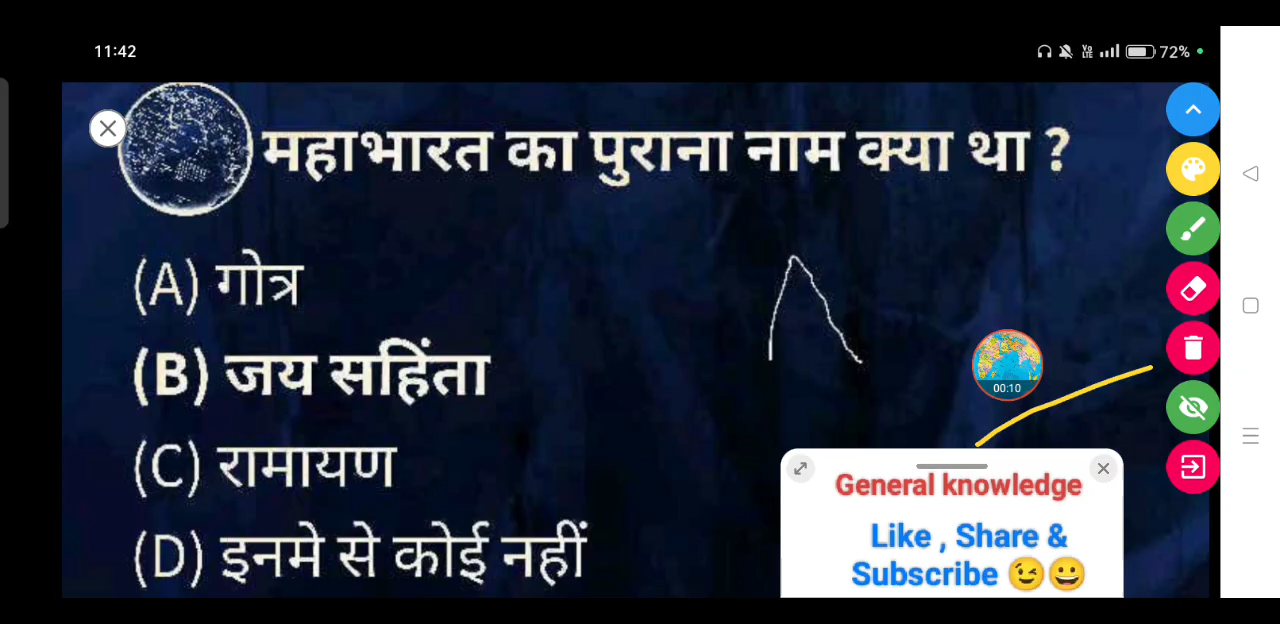 11:42
72%
महाभारत का पुराना नाम क्या था ?
(A) गोत्र
(B) जय सहिंता
(C) रामायण
(D) इनमे से कोई नहीं
00:10
General knowledge
Like , Share &
Subscribe 😉😀